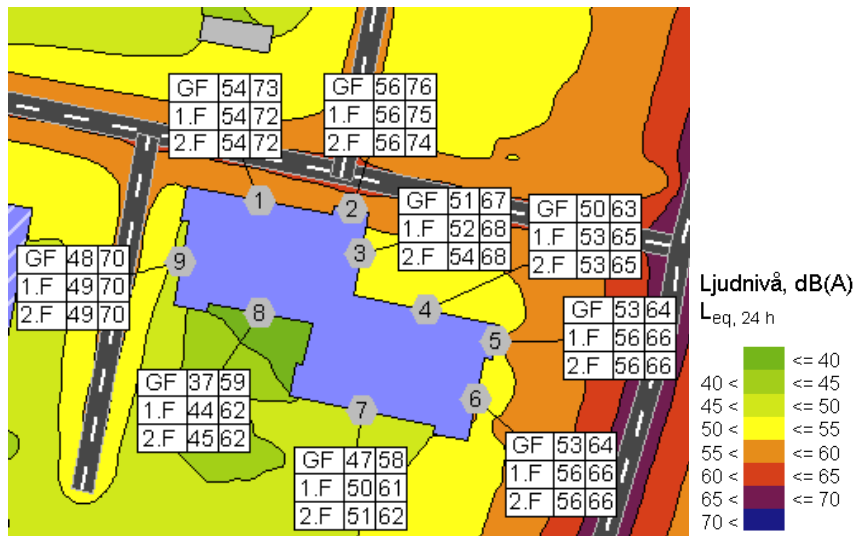 GF 54 73
1.F 54 72
2.F 54 72
GF 56 76
1.F 56 75
2.F 56 74
1
2
GF 51 67
1.F 52 68
2.F 54 68
GF 50 63
1.F 53 65
2.F 53 65
3
GF 48 70
1.F 49 70
2.F 49 70
9
8
4
GF 53 64
1.F 56 66
2.F 56 66
5
GF 37 59
1.F 44 62
2.F 45 62
7
6
GF 47 58
1.F 50 61
2.F 51 62
GF 53 64
1.F 56 66
2.F 56 66
Ljudnivå, dB(A)
Leq, 24 h
<= 40
40 < <= 45
45 < <= 50
50 < <= 55
55 < <= 60
60 < <= 65
65 < <= 70
70 <